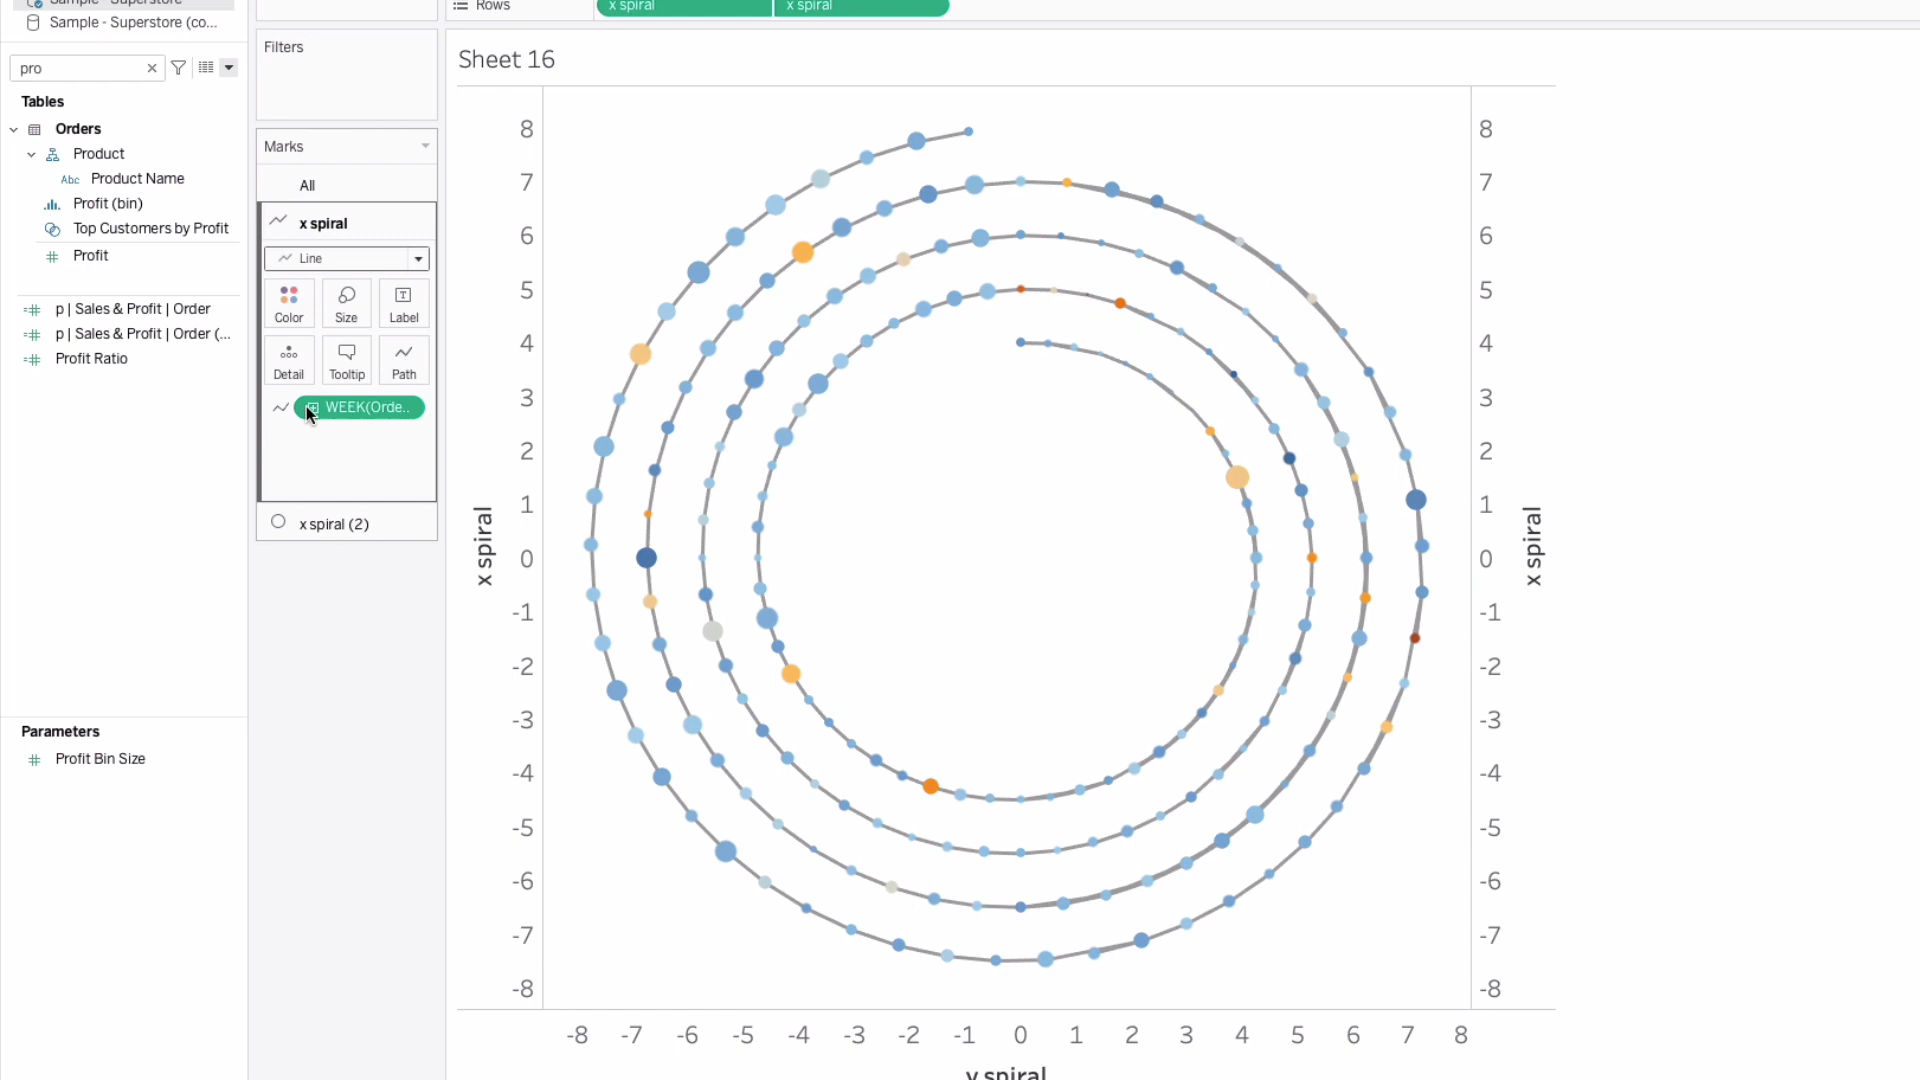 Sample - Superstore
Sample - Superstore (co...
pro
Tables
Orders
Product
Abc Product Name
Profit (bin)
Top Customers by Profit
Profit
p | Sales & Profit | Order
p | Sales & Profit | Order (...
Profit Ratio
Parameters
Profit Bin Size
Filters
Marks
All
x spiral
Line
Color Size Label
Detail Tooltip Path
WEEK(Orde..
x spiral (2)
Rows x spiral x spiral
Sheet 16
x spiral
8
7
6
5
4
3
2
1
0
-1
-2
-3
-4
-5
-6
-7
-8
8
7
6
5
4
3
2
1
0
-1
-2
-3
-4
-5
-6
-7
-8
x spiral
-8 -7 -6 -5 -4 -3 -2 -1 0 1 2 3 4 5 6 7 8
y spiral